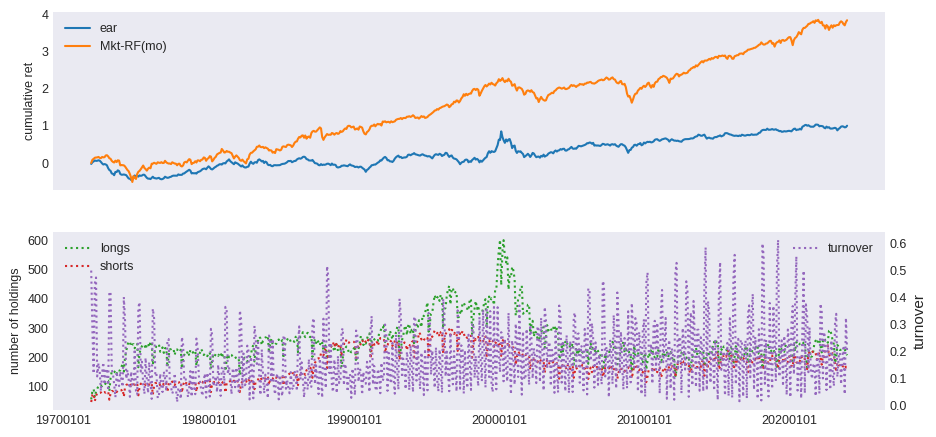 4
3
2
1
0
cumulative ret
ear
Mkt-RF(mo)
600
500
400
300
200
100
number of holdings
longs
shorts
turnover
0.6
0.5
0.4
0.3
0.2
0.1
0.0
turnover
19700101 19800101 19900101 20000101 20100101 20200101